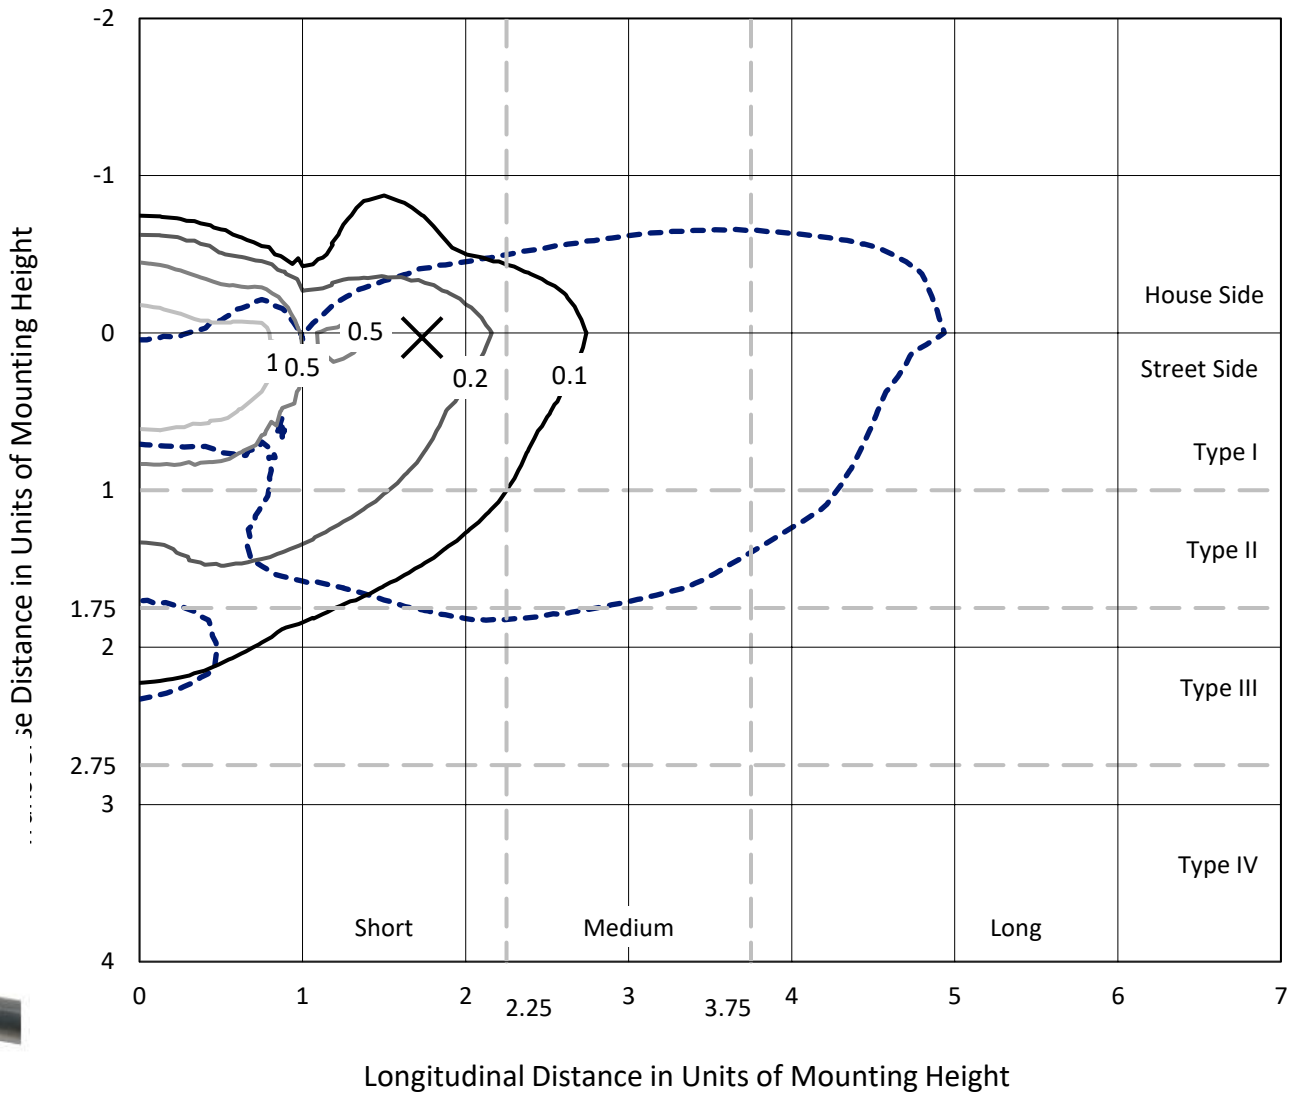 -2
-1
0
1
1.75
2
2.75
3
4
Distance in Units of Mounting Height
House Side
0.5
1
0.5
0.2
0.1
Street Side
Type I
Type II
Type III
Type IV
Short
Medium
Long
0
1
2
2.25
3
3.75
4
5
6
7
Longitudinal Distance in Units of Mounting Height